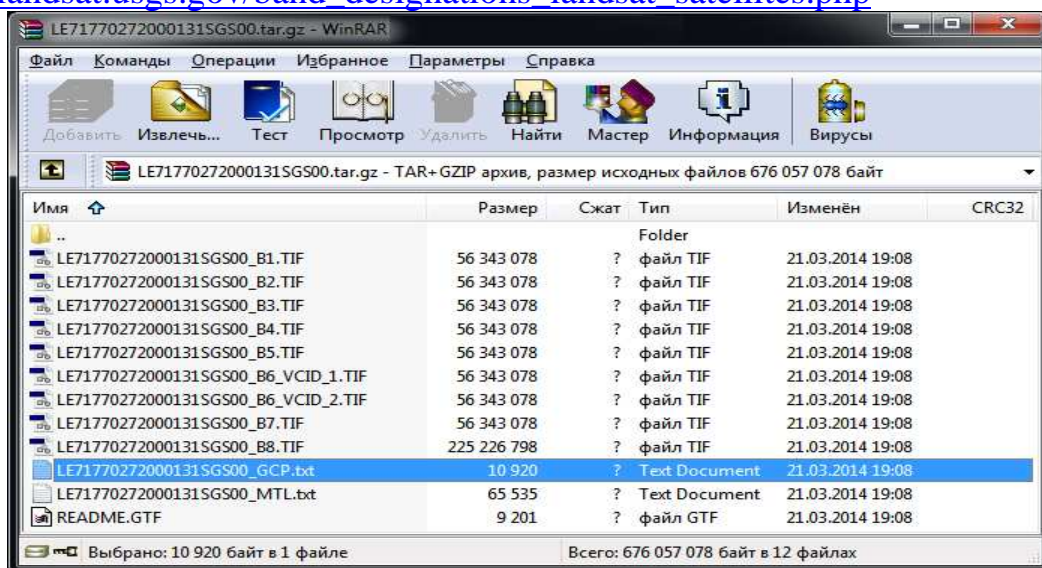 landsat.usgs.gov/band_designations_landsat_satellites.php
LE71770272000131SGS00.tar.gz - WinRAR
Файл Команды Операции Избранное Параметры Справка
Добавить Извлечь... Тест Просмотр Удалить Найти Мастер Информация Вирусы
LE71770272000131SGS00.tar.gz - TAR+GZIP архив, размер исходных файлов 676 057 078 байт
Имя Размер Сжат Тип Изменён CRC32
.. Folder
LE71770272000131SGS00_B1.TIF 56 343 078 ? файл TIF 21.03.2014 19:08
LE71770272000131SGS00_B2.TIF 56 343 078 ? файл TIF 21.03.2014 19:08
LE71770272000131SGS00_B3.TIF 56 343 078 ? файл TIF 21.03.2014 19:08
LE71770272000131SGS00_B4.TIF 56 343 078 ? файл TIF 21.03.2014 19:08
LE71770272000131SGS00_B5.TIF 56 343 078 ? файл TIF 21.03.2014 19:08
LE71770272000131SGS00_B6_VCID_1.TIF 56 343 078 ? файл TIF 21.03.2014 19:08
LE71770272000131SGS00_B6_VCID_2.TIF 56 343 078 ? файл TIF 21.03.2014 19:08
LE71770272000131SGS00_B7.TIF 56 343 078 ? файл TIF 21.03.2014 19:08
LE71770272000131SGS00_B8.TIF 225 226 798 ? файл TIF 21.03.2014 19:08
LE71770272000131SGS00_GCP.txt 10 920 ? Text Document 21.03.2014 19:08
LE71770272000131SGS00_MTL.txt 65 535 ? Text Document 21.03.2014 19:08
README.GTF 9 201 ? файл GTF 21.03.2014 19:08
Выбрано: 10 920 байт в 1 файле Всего: 676 057 078 байт в 12 файлах